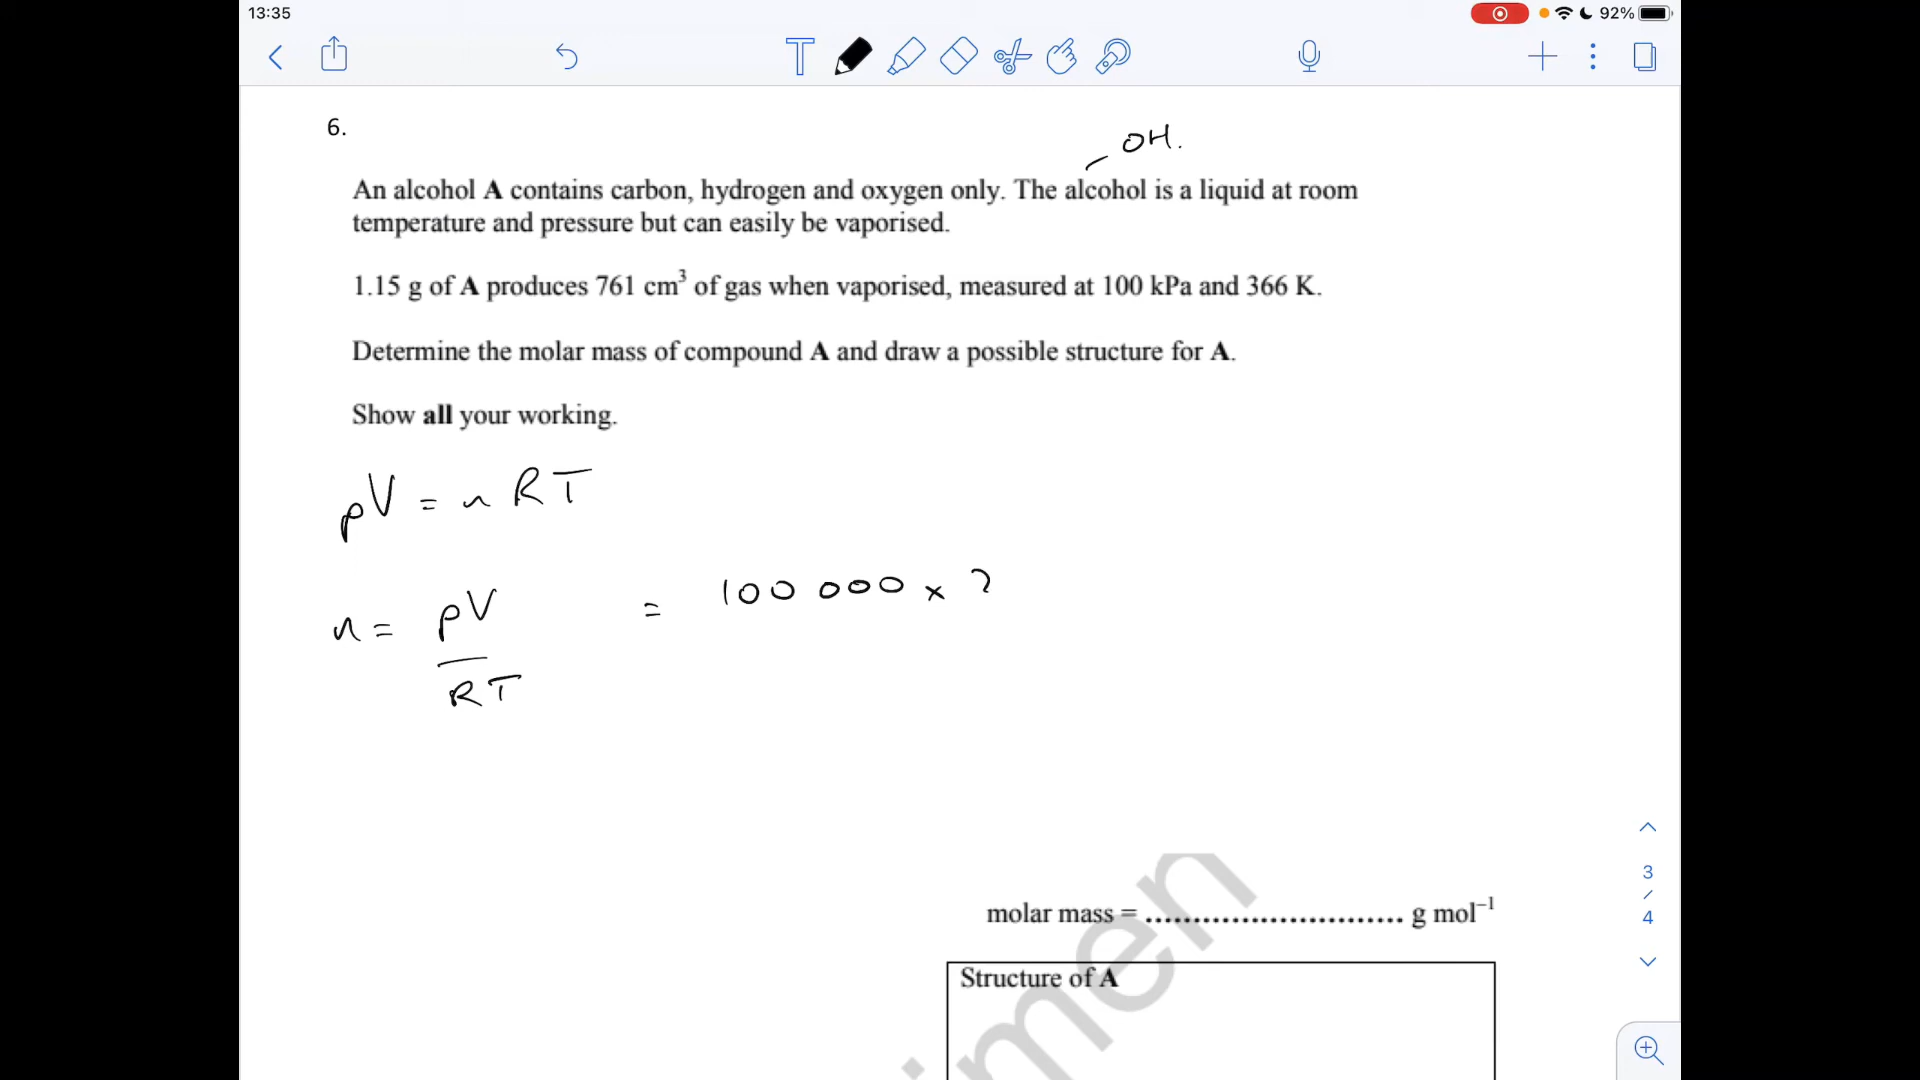 13:35
92%
6.
OH.
An alcohol A contains carbon, hydrogen and oxygen only. The alcohol is a liquid at room
temperature and pressure but can easily be vaporised.
1.15 g of A produces 761 cm³ of gas when vaporised, measured at 100 kPa and 366 K.
Determine the molar mass of compound A and draw a possible structure for A.
Show all your working.
pV = n RT
n = pV = 100 000 x
RT
3
/
4
molar mass = ........................... g mol⁻¹
Structure of A
imen